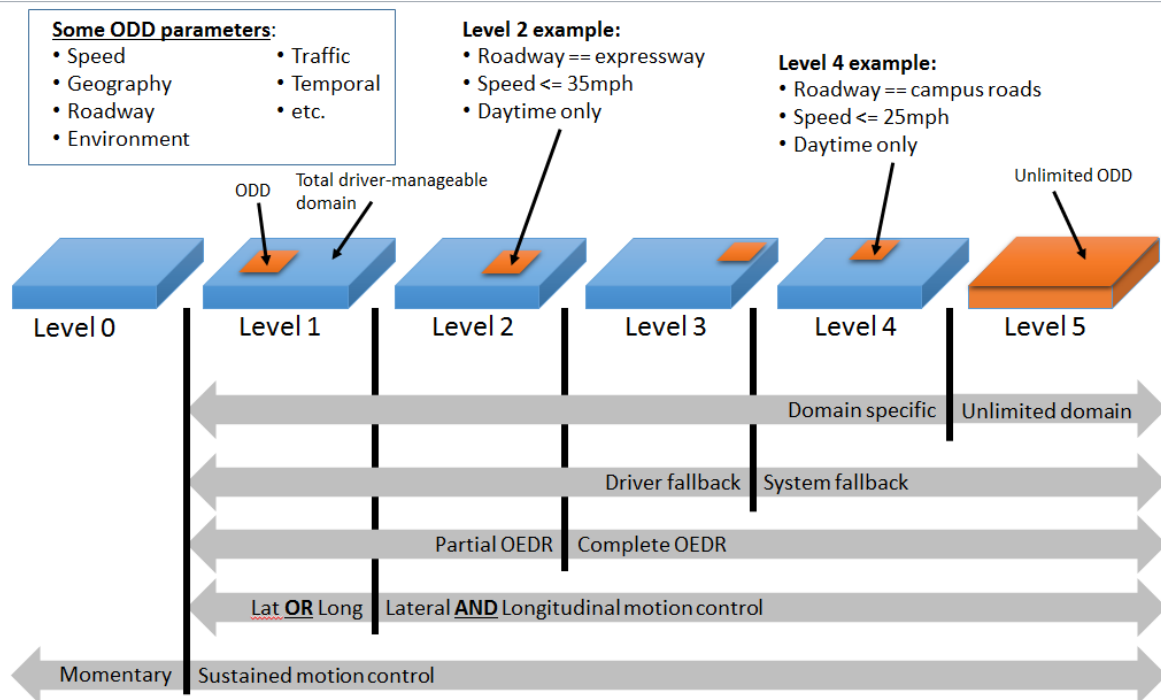 Some ODD parameters:
• Speed
• Geography
• Roadway
• Environment
• Traffic
• Temporal
• etc.
Level 2 example:
• Roadway == expressway
• Speed <= 35mph
• Daytime only
Level 4 example:
• Roadway == campus roads
• Speed <= 25mph
• Daytime only
ODD
Total driver-manageable
domain
Unlimited ODD
Level 0
Level 1
Level 2
Level 3
Level 4
Level 5
Domain specific
Unlimited domain
Driver fallback
System fallback
Partial OEDR
Complete OEDR
Lat OR Long
Lateral AND Longitudinal motion control
Momentary
Sustained motion control